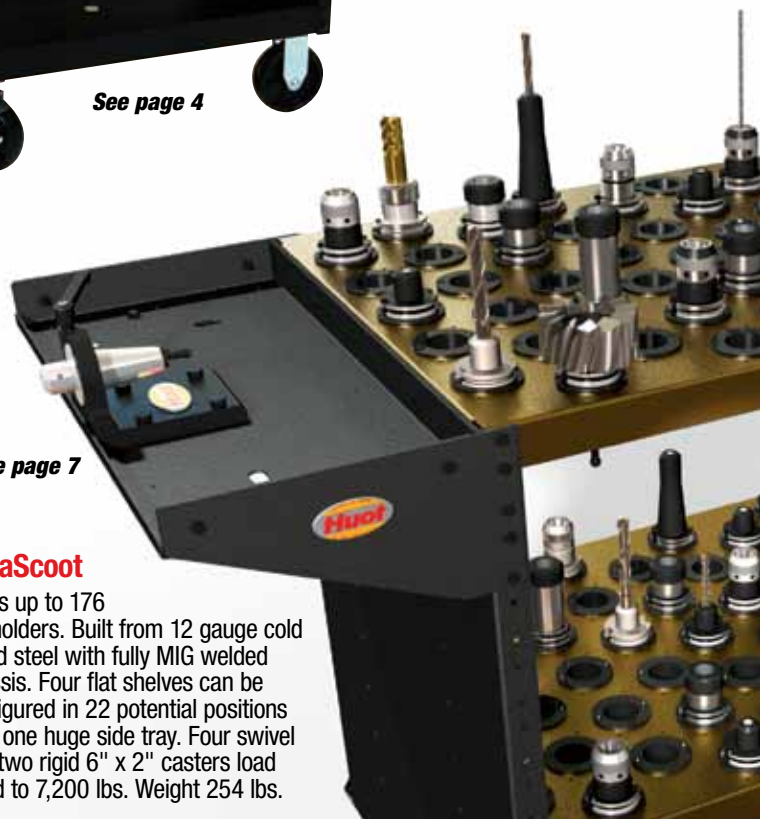 See page 4
page 7
Huot
aScoot
s up to 176
holders. Built from 12 gauge cold
d steel with fully MIG welded
ssis. Four flat shelves can be
igured in 22 potential positions
one huge side tray. Four swivel
two rigid 6" x 2" casters load
d to 7,200 lbs. Weight 254 lbs.